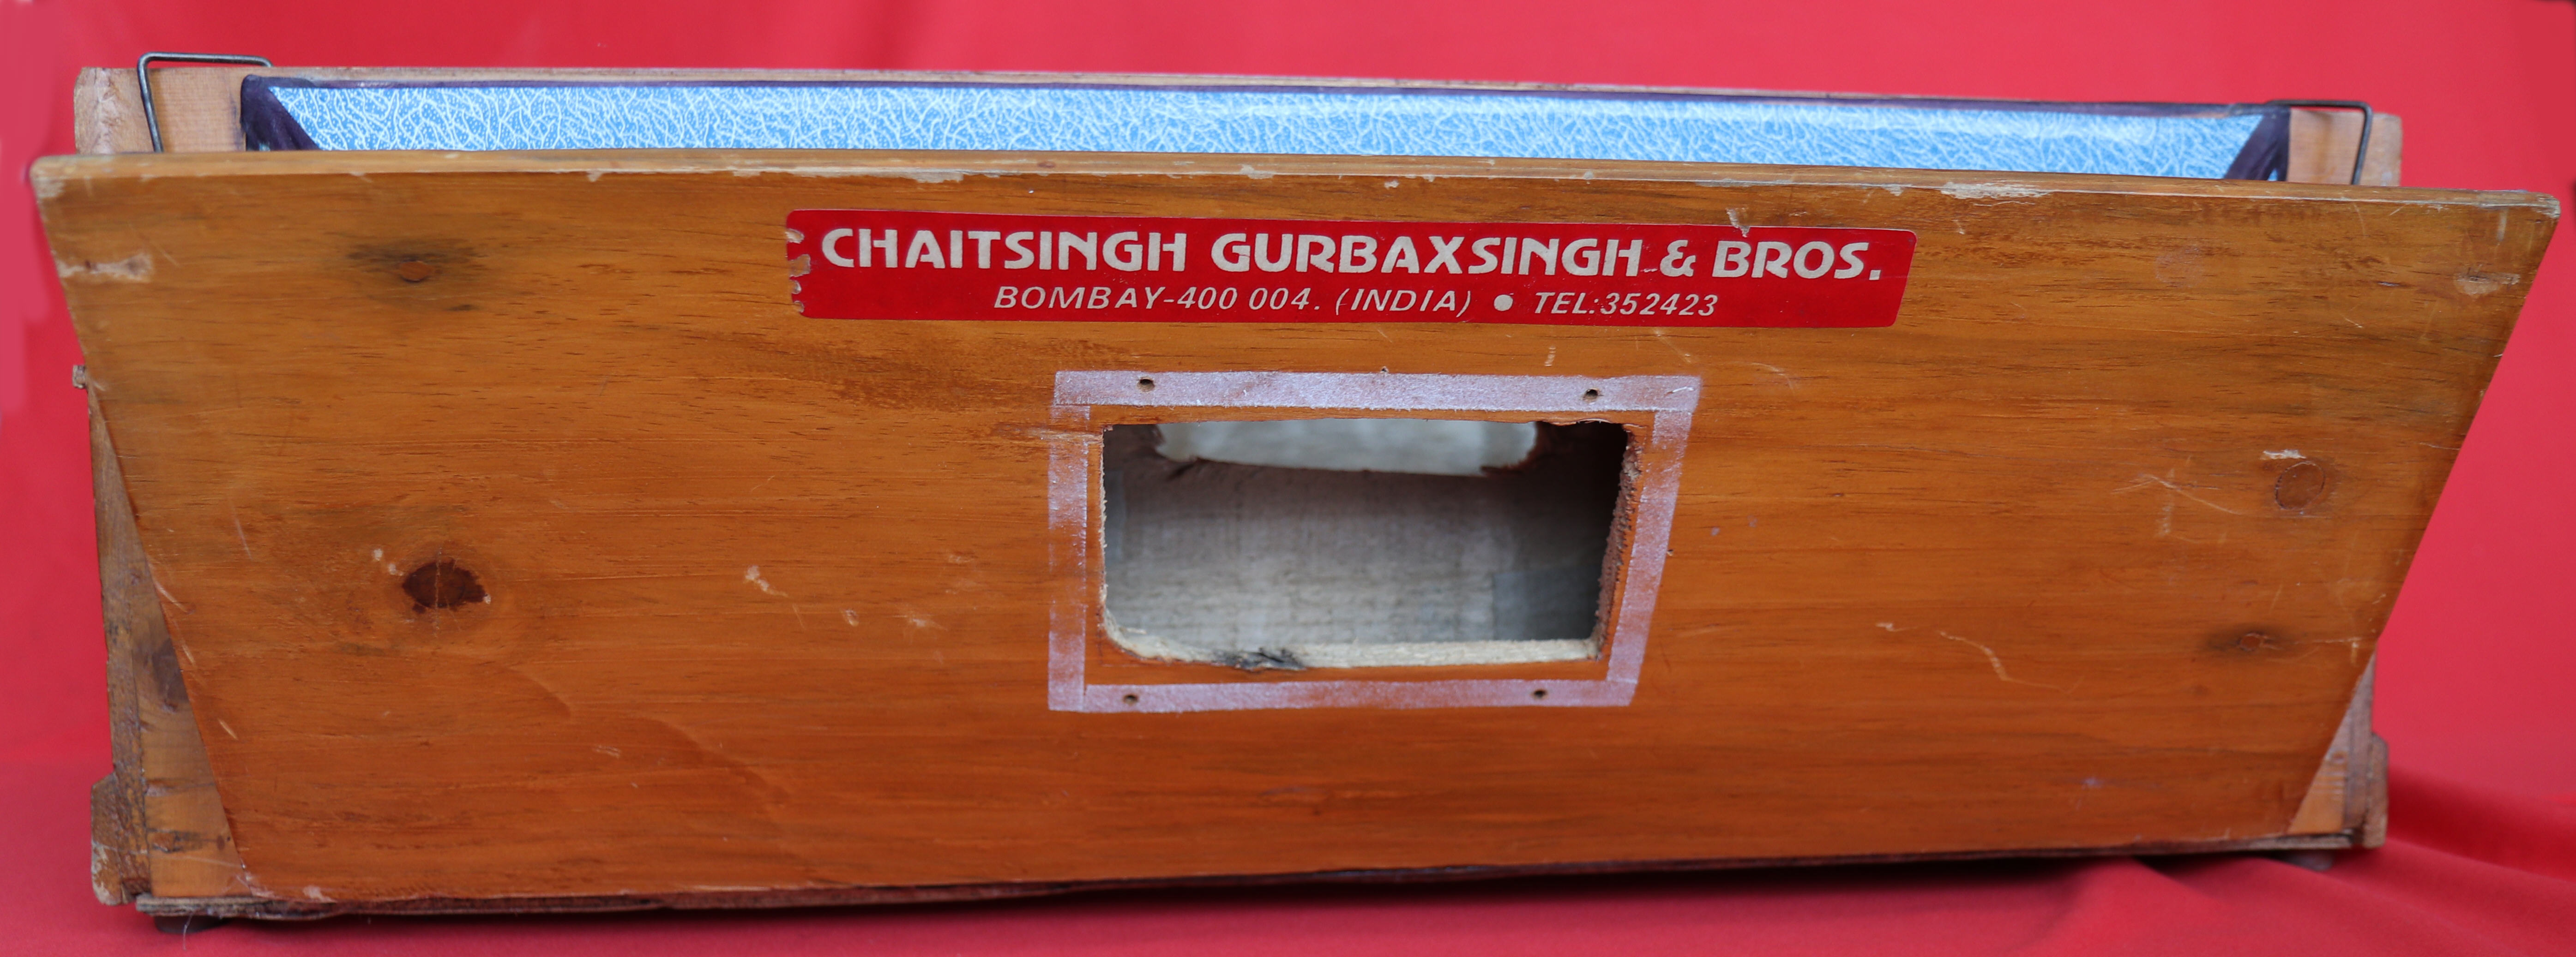 CHAITSINGH GURBAXSINGH & BROS.
BOMBAY-400 004. (INDIA) ● TEL:352423